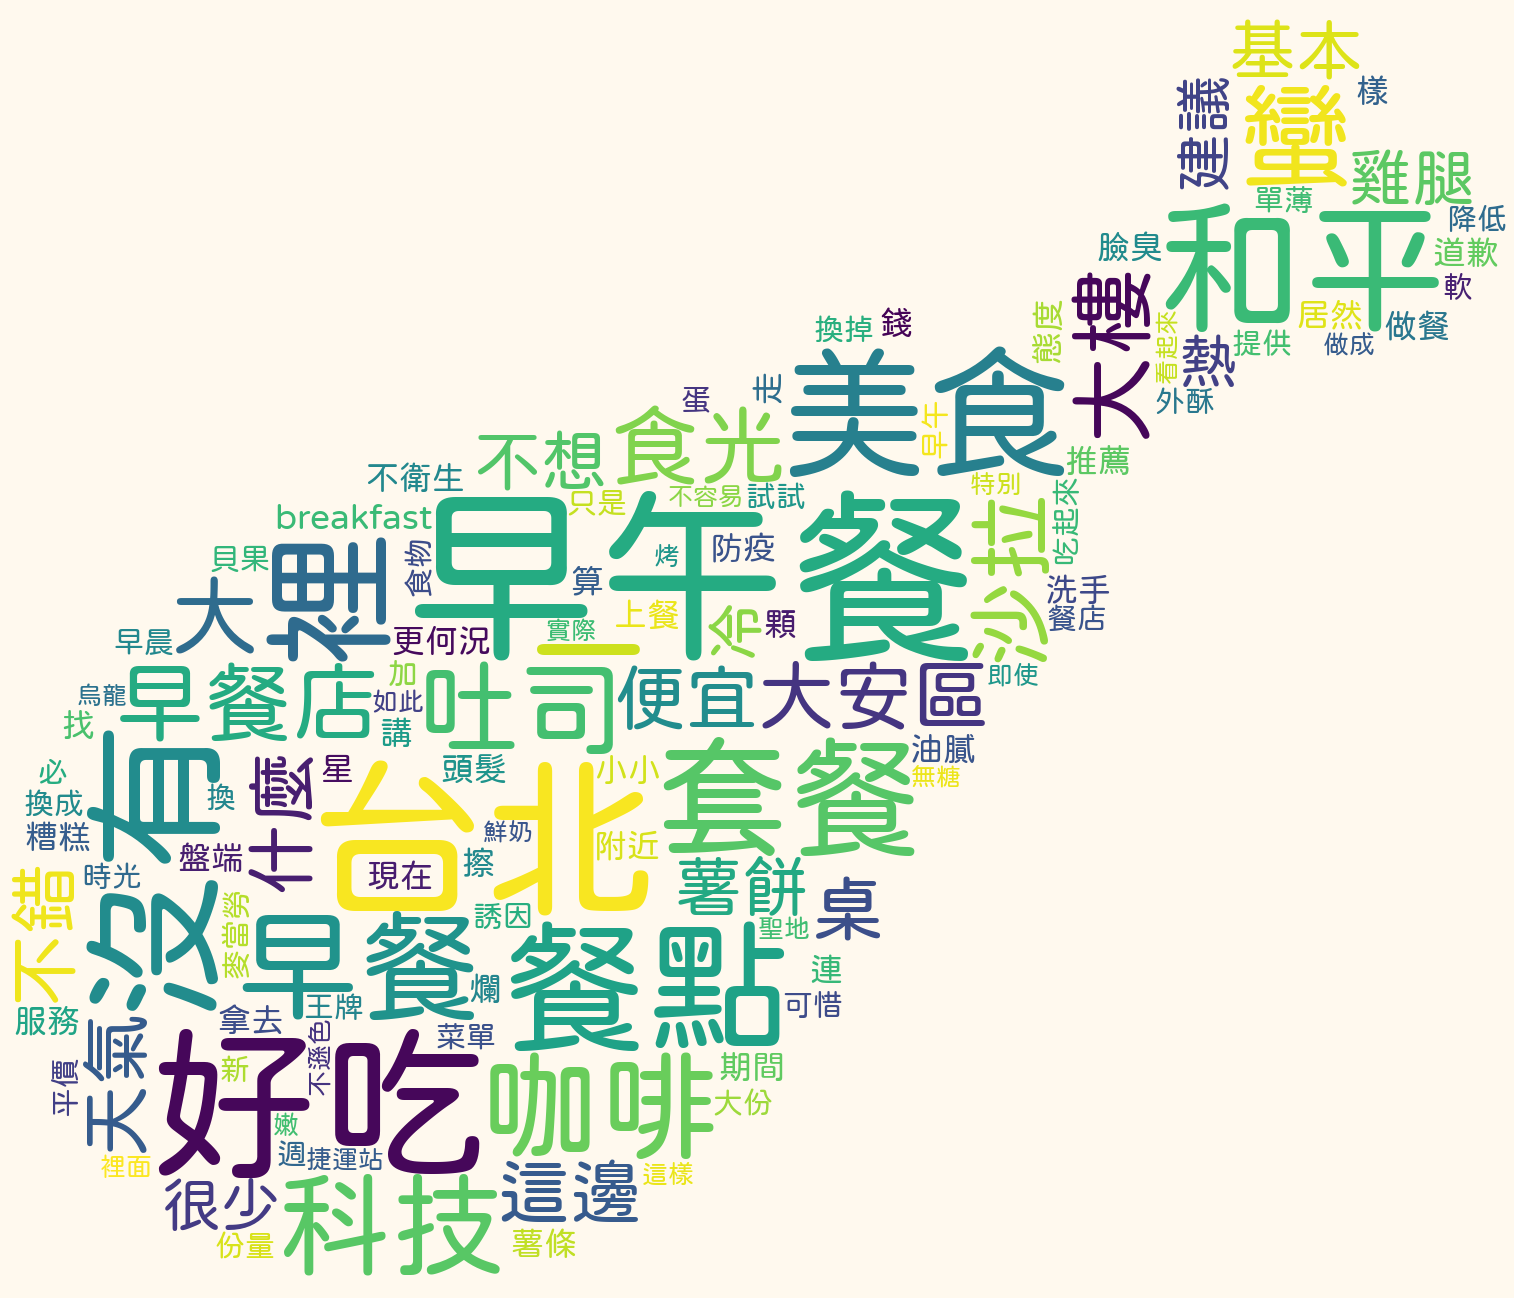 基本
樣
建議
蠻
雞腿
單薄
和平
降低
臉臭
道歉
軟
大樓
居然
做餐
看起來
熱
提供
做成
態度
換掉
錢
美食
外酥
走
蛋
早午
推薦
食光
不想
不衛生
只是
不容易
試試
特別
沙拉
吃起來
breakfast
早午餐
烤
防疫
貝果
裡
食物
算
洗手
餐店
大
上餐
冷
顆
早晨
更何況
實際
一
加
早餐店
吐司
便宜
大安區
即使
烏龍
如此
找
講
有
油膩
什麼
星
頭髮
小小
套餐
無糖
必
換成
換
台北
糟糕
盤端
鮮奶
附近
擦
現在
時光
不錯
沒
薯餅
桌
麥當勞
早餐
誘因
餐點
聖地
連
爛
王牌
可惜
服務
拿去
天氣
不遜色
菜單
好吃
新
咖啡
期間
平價
大份
嫩
週
捷運站
裡面
這邊
這樣
很少
科技
份量
薯條